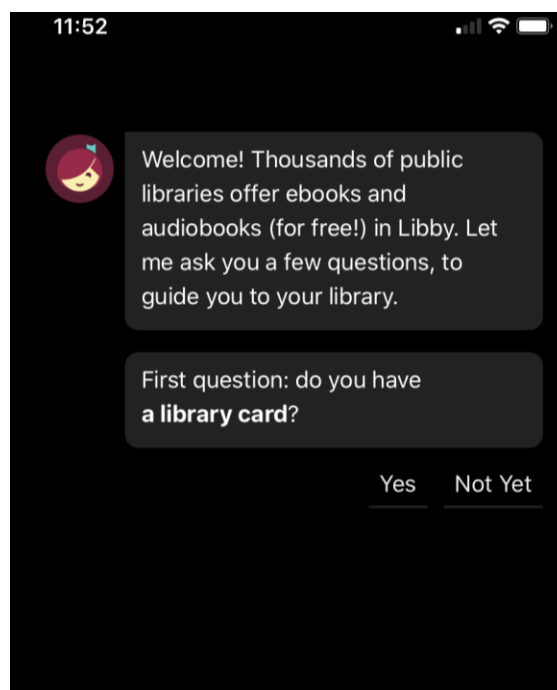 11:52
Welcome! Thousands of public
libraries offer ebooks and
audiobooks (for free!) in Libby. Let
me ask you a few questions, to
guide you to your library.
First question: do you have
a library card?
Yes Not Yet